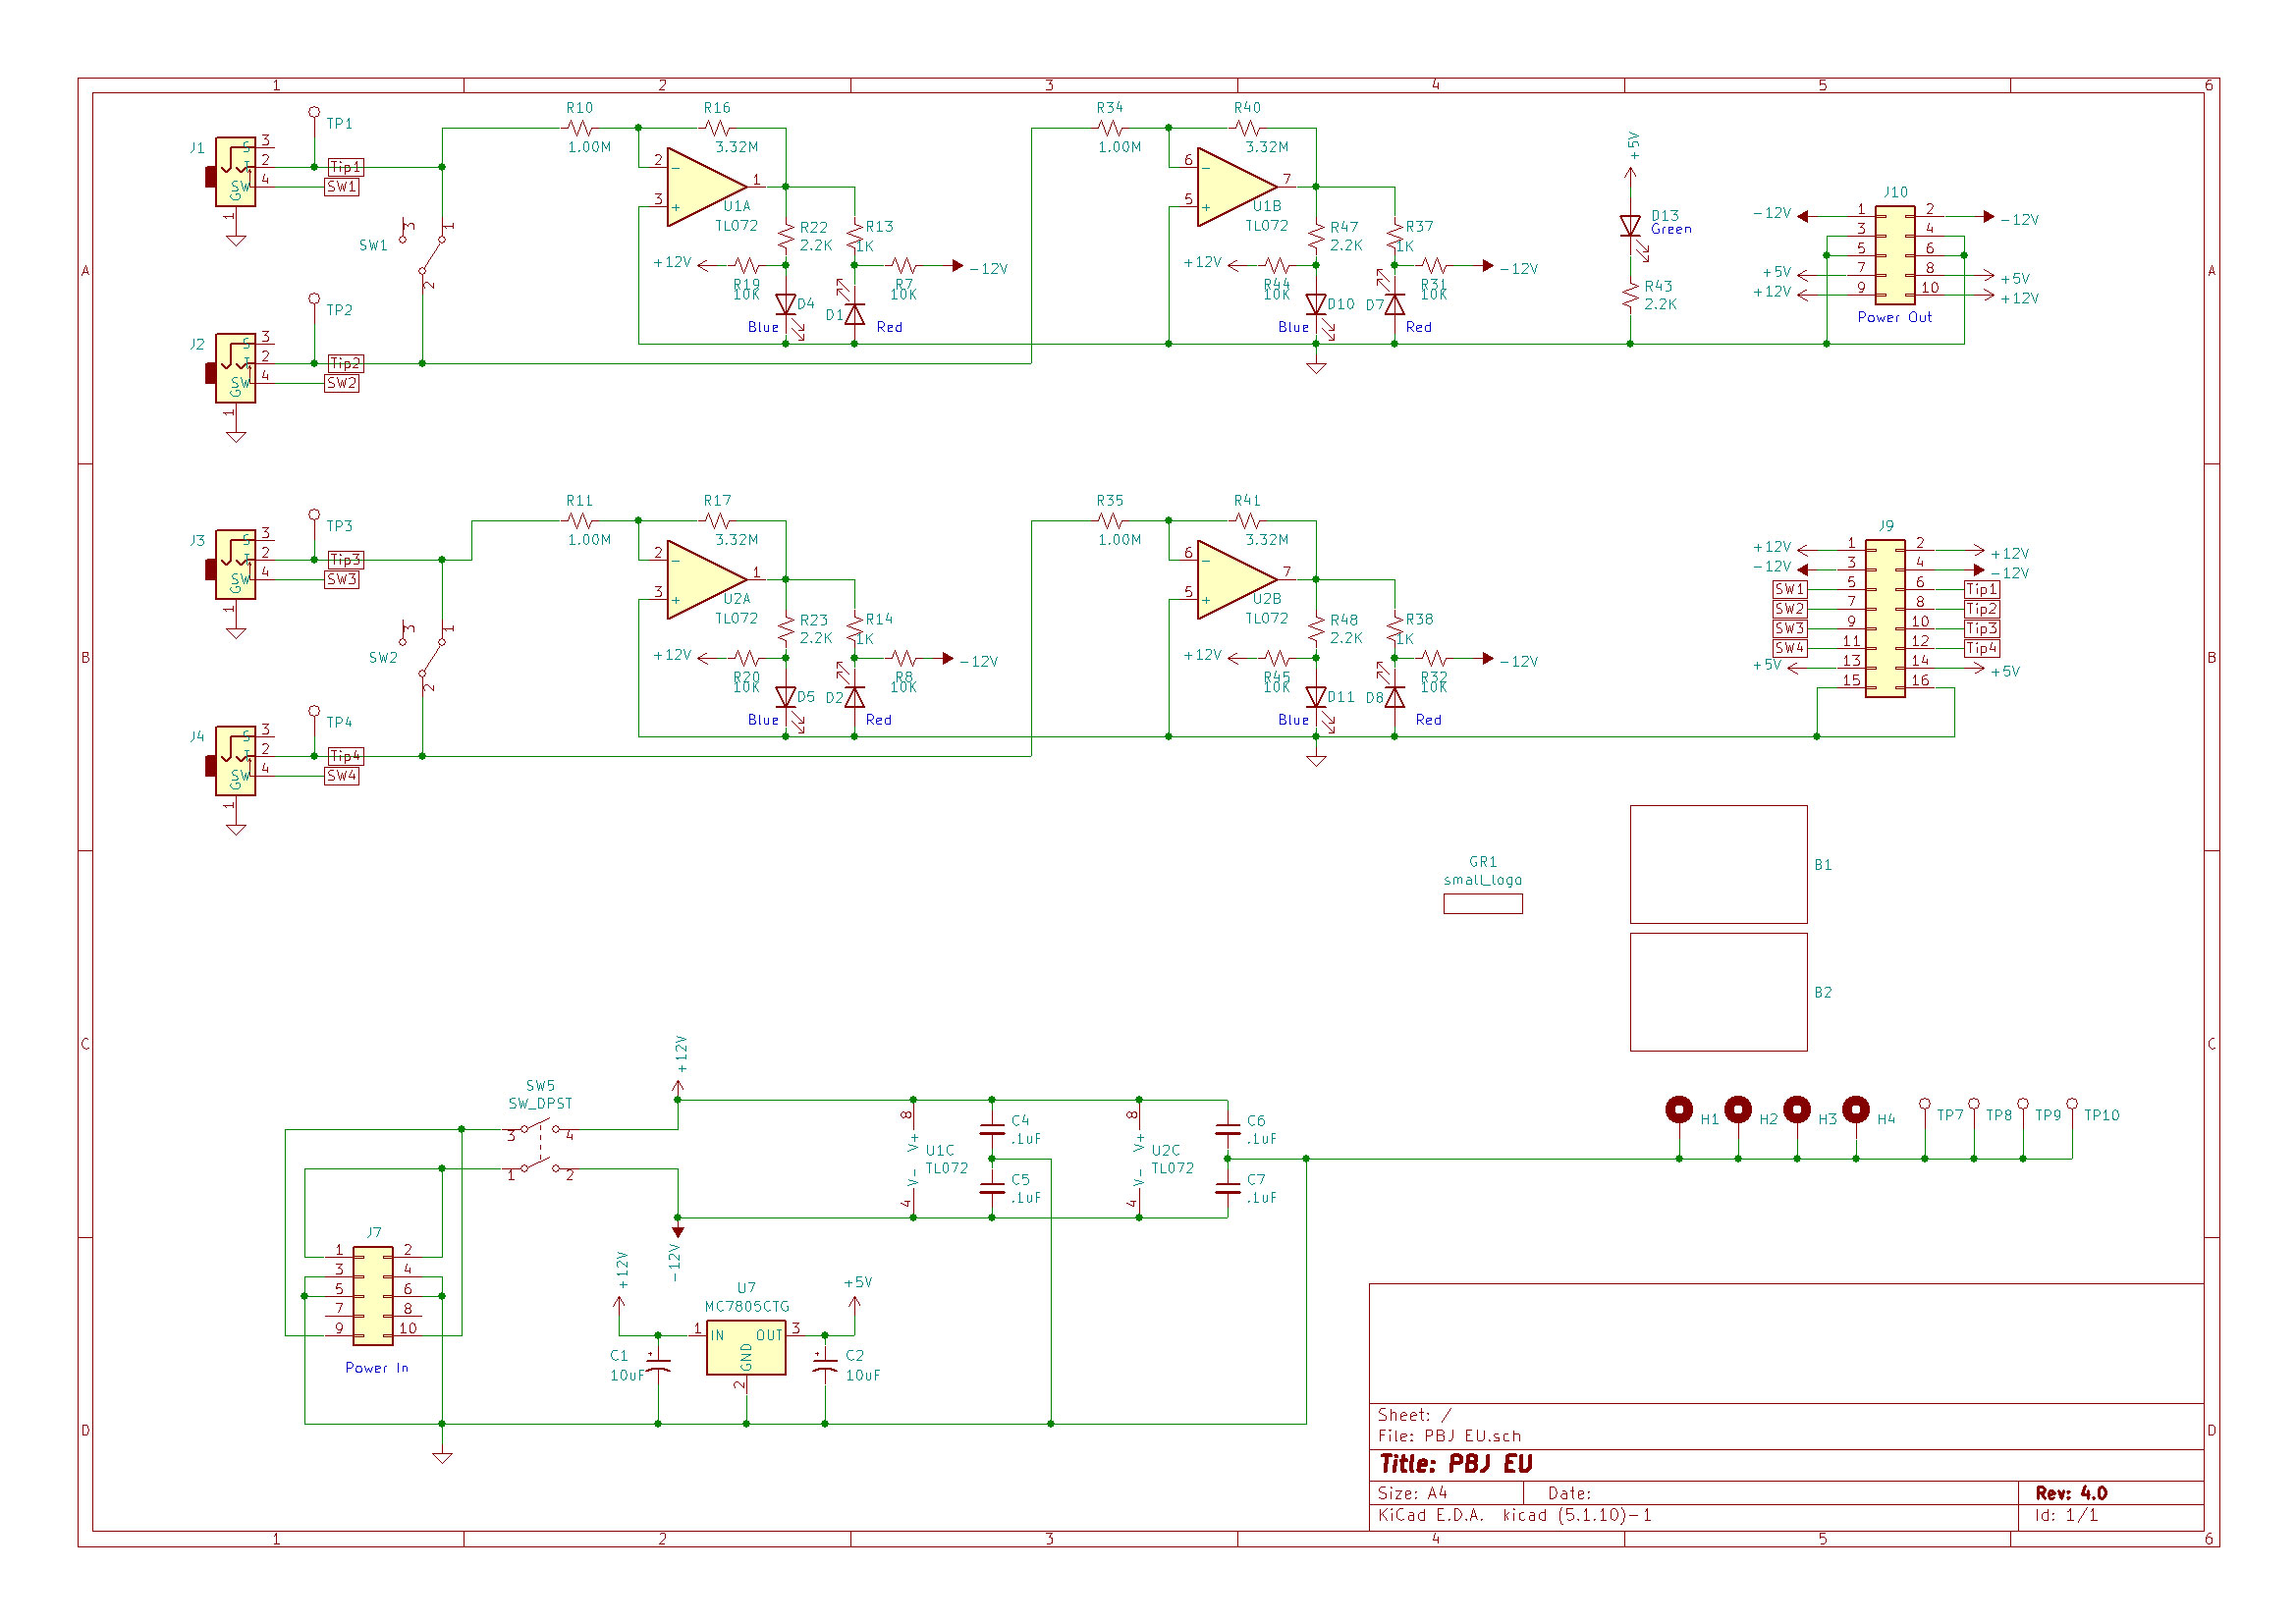 1 2 3 4 5 6
A
B
C
D
A
B
C
D
J1
S
T
SW
G
3
2
4
1
TP1
Tip1
SW1
SW1
3
1
2
TP2
J2
S
T
SW
G
3
2
4
1
Tip2
SW2
R10
1.00M
R16
3.32M
2
3
1
−
+
U1A
TL072
R22
2.2K
R13
1K
+12V
R19
10K
R7
10K
-12V
D4
D1
Blue
Red
R34
1.00M
R40
3.32M
6
5
7
−
+
U1B
TL072
R47
2.2K
R37
1K
+12V
R44
10K
R31
10K
-12V
D10
D7
Blue
Red
+5V
D13
Green
R43
2.2K
J10
-12V
1 2
-12V
3 4
5 6
+5V
7 8
+5V
+12V
9 10
+12V
Power Out
J3
S
T
SW
G
3
2
4
1
TP3
Tip3
SW3
SW2
3
1
2
J4
S
T
SW
G
3
2
4
1
TP4
Tip4
SW4
R11
1.00M
R17
3.32M
2
3
1
−
+
U2A
TL072
R23
2.2K
R14
1K
+12V
R20
10K
R8
10K
-12V
D5
D2
Blue
Red
R35
1.00M
R41
3.32M
6
5
7
−
+
U2B
TL072
R48
2.2K
R38
1K
+12V
R45
10K
R32
10K
-12V
D11
D8
Blue
Red
J9
+12V
1 2
+12V
-12V
3 4
-12V
SW1 5 6 Tip1
SW2 7 8 Tip2
SW3 9 10 Tip3
SW4 11 12 Tip4
+5V 13 14 +5V
15 16
GR1
small_logo
B1
B2
SW5
SW_DPST
3 4
1 2
+12V
-12V
8
V+
V-
4
U1C
TL072
C4
.1uF
C5
.1uF
8
V+
V-
4
U2C
TL072
C6
.1uF
C7
.1uF
H1 H2 H3 H4 TP7 TP8 TP9 TP10
J7
1 2
3 4
5 6
7 8
9 10
Power In
+12V
U7
MC7805CTG
+5V
1 IN OUT 3
GND
2
C1
10uF
C2
10uF
Sheet: /
File: PBJ EU.sch
Title: PBJ EU
Size: A4 Date: Rev: 4.0
KiCad E.D.A. kicad (5.1.10)-1 Id: 1/1
1 2 3 4 5 6